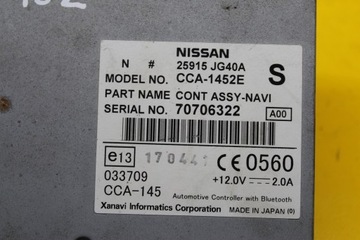 NISSAN
N # 25915 JG40A
MODEL NO. CCA-1452E S
PART NAME CONT ASSY-NAVI
SERIAL NO. 70706322 A00
e13 170441 CE 0560
033709 +12.0V 2.0A
CCA-145 Automotive Controller with Bluetooth
Xanavi Informatics Corporation MADE IN JAPAN (0)